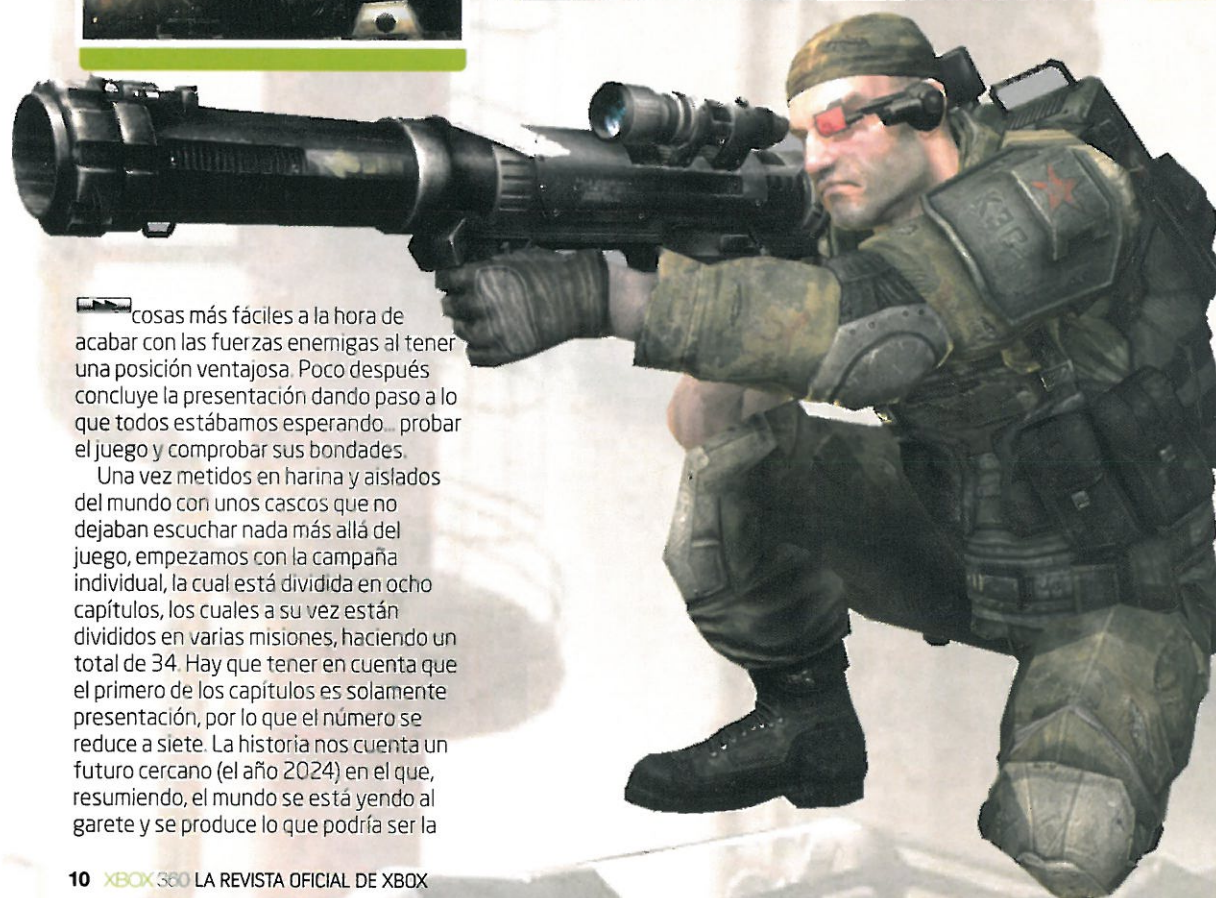 cosas más fáciles a la hora de
acabar con las fuerzas enemigas al tener
una posición ventajosa. Poco después
concluye la presentación dando paso a lo
que todos estábamos esperando... probar
el juego y comprobar sus bondades.
Una vez metidos en harina y aislados
del mundo con unos cascos que no
dejaban escuchar nada más allá del
juego, empezamos con la campaña
individual, la cual está dividida en ocho
capítulos, los cuales a su vez están
divididos en varias misiones, haciendo un
total de 34. Hay que tener en cuenta que
el primero de los capítulos es solamente
presentación, por lo que el número se
reduce a siete. La historia nos cuenta un
futuro cercano (el año 2024) en el que,
resumiendo, el mundo se está yendo al
garete y se produce lo que podría ser la
10 XBOX 360 LA REVISTA OFICIAL DE XBOX